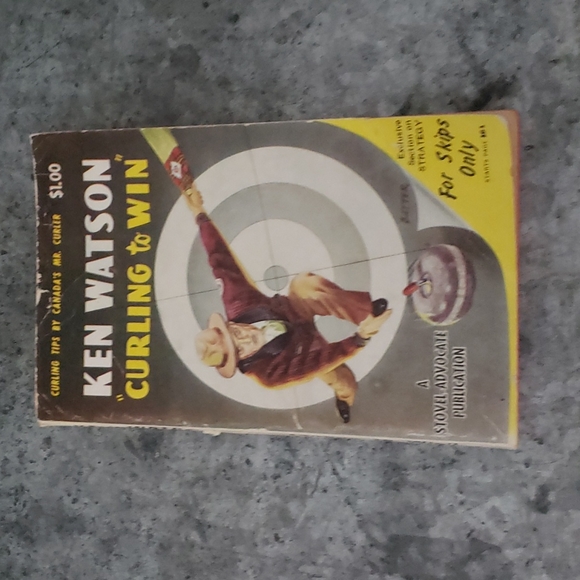 CURLING TIPS BY CANADA'S MR. CURLER $1.00
KEN WATSON
"CURLING to WIN"
Exclusive
Section on
STRATEGY
For Skips
Only
A
STOVEL ADVOCATE
PUBLICATION